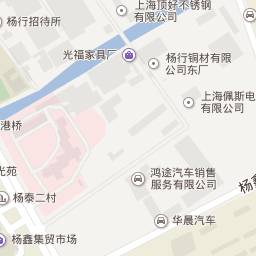 上海顶好不锈钢
有限公司
杨行招待所
光福家具厂
杨行铜材有限
公司东厂
上海佩斯电
有限公
港桥
光苑
鸿途汽车销售
服务有限公司
杨泰二村
杨鑫
华晨汽车
杨鑫集贸市场